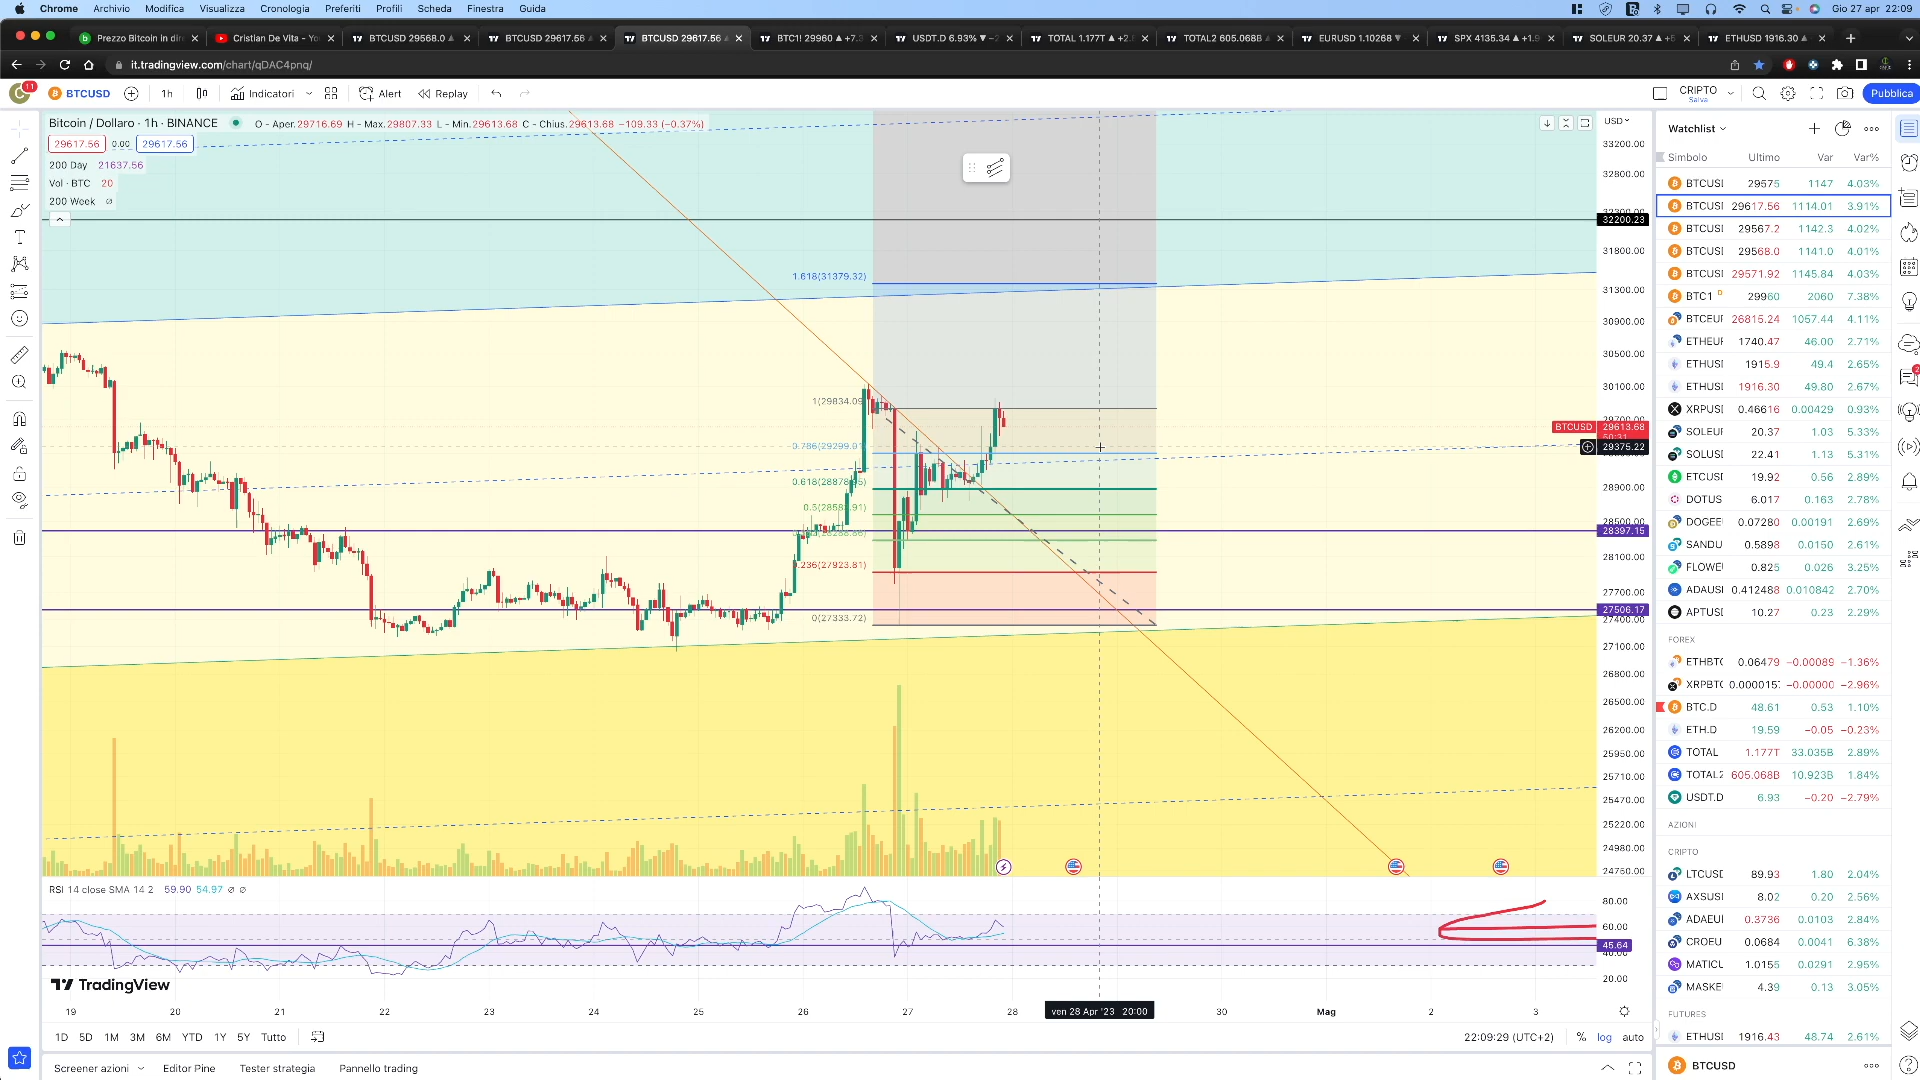 Chrome Archivio Modifica Visualizza Cronologia Preferiti Profili Scheda Finestra Guida Gio 27 apr 22:09
Prezzo Bitcoin in dir Cristian De Vita - Yo BTCUSD 29568.0 BTCUSD 29617.56 BTCUSD 29617.56 BTC1! 29960 ▲ +7.3 USDT.D 6.93% ▼ −2 TOTAL 1.177T ▲ +2. TOTAL2 605.068B EURUSD 1.10268 ▼ SPX 4135.34 ▲ +1.9 SOLEUR 20.37 ▲ +5 ETHUSD 1916.30 ▲
it.tradingview.com/chart/qDAC4pnq/
C 11 BTCUSD 1h Indicatori Alert Replay CRIPTO Salva Pubblica
Bitcoin / Dollaro · 1h · BINANCE O - Aper.29716.69 H - Max.29807.33 L - Min.29613.68 C - Chius.29613.68 −109.33 (−0.37%)
29617.56 0.00 29617.56
200 Day 21637.56
Vol · BTC 20
200 Week ∅
1.618(31379.32)
1(29834.09)
0.786(29299.91)
0.618(28878.95)
0.5(28583.91)
0.236(27923.81)
0(27333.72)
USD
33200.00
32800.00
32200.23
31800.00
31300.00
30900.00
30500.00
30100.00
29700.00
BTCUSD 29613.68
50:31
29375.22
28900.00
28500.00
28397.15
28100.00
27700.00
27506.17
27400.00
27100.00
26800.00
26500.00
26200.00
25950.00
25710.00
25470.00
25220.00
24980.00
24750.00
RSI 14 close SMA 14 2 59.90 54.97 ∅ ∅
80.00
60.00
45.64
40.00
20.00
TradingView
19 20 21 22 23 24 25 26 27 28 ven 28 Apr '23 20:00 30 Mag 2 3
1D 5D 1M 3M 6M YTD 1Y 5Y Tutto 22:09:29 (UTC+2) % log auto
Screener azioni Editor Pine Tester strategia Pannello trading
Watchlist
Simbolo Ultimo Var Var%
BTCUSI 29575 1147 4.03%
BTCUSI 29617.56 1114.01 3.91%
BTCUSI 29567.2 1142.3 4.02%
BTCUSI 29568.0 1141.0 4.01%
BTCUSI 29571.92 1145.84 4.03%
BTC1 D 29960 2060 7.38%
BTCEUF 26815.24 1057.44 4.11%
ETHEUF 1740.47 46.00 2.71%
ETHUSI 1915.9 49.4 2.65%
ETHUSI 1916.30 49.80 2.67%
XRPUSI 0.46616 0.00429 0.93%
SOLEUF 20.37 1.03 5.33%
SOLUSI 22.41 1.13 5.31%
ETCUSI 19.92 0.56 2.89%
DOTUS 6.017 0.163 2.78%
DOGEE 0.07280 0.00191 2.69%
SANDU 0.5898 0.0150 2.61%
FLOWE 0.825 0.026 3.25%
ADAUSI 0.412488 0.010842 2.70%
APTUSI 10.27 0.23 2.29%
FOREX
ETHBTC 0.06479 −0.00089 −1.36%
XRPBTC 0.0000157 −0.00000 −2.96%
BTC.D 48.61 0.53 1.10%
ETH.D 19.59 −0.05 −0.23%
TOTAL 1.177T 33.035B 2.89%
TOTAL2 605.068B 10.923B 1.84%
USDT.D 6.93 −0.20 −2.79%
AZIONI
CRIPTO
LTCUSI 89.93 1.80 2.04%
AXSUSI 8.02 0.20 2.56%
ADAEUF 0.3736 0.0103 2.84%
CROEU 0.0684 0.0041 6.38%
MATICU 1.0155 0.0291 2.95%
MASKE 4.39 0.13 3.05%
FUTURES
ETHUSI 1916.43 48.74 2.61%
BTCUSD